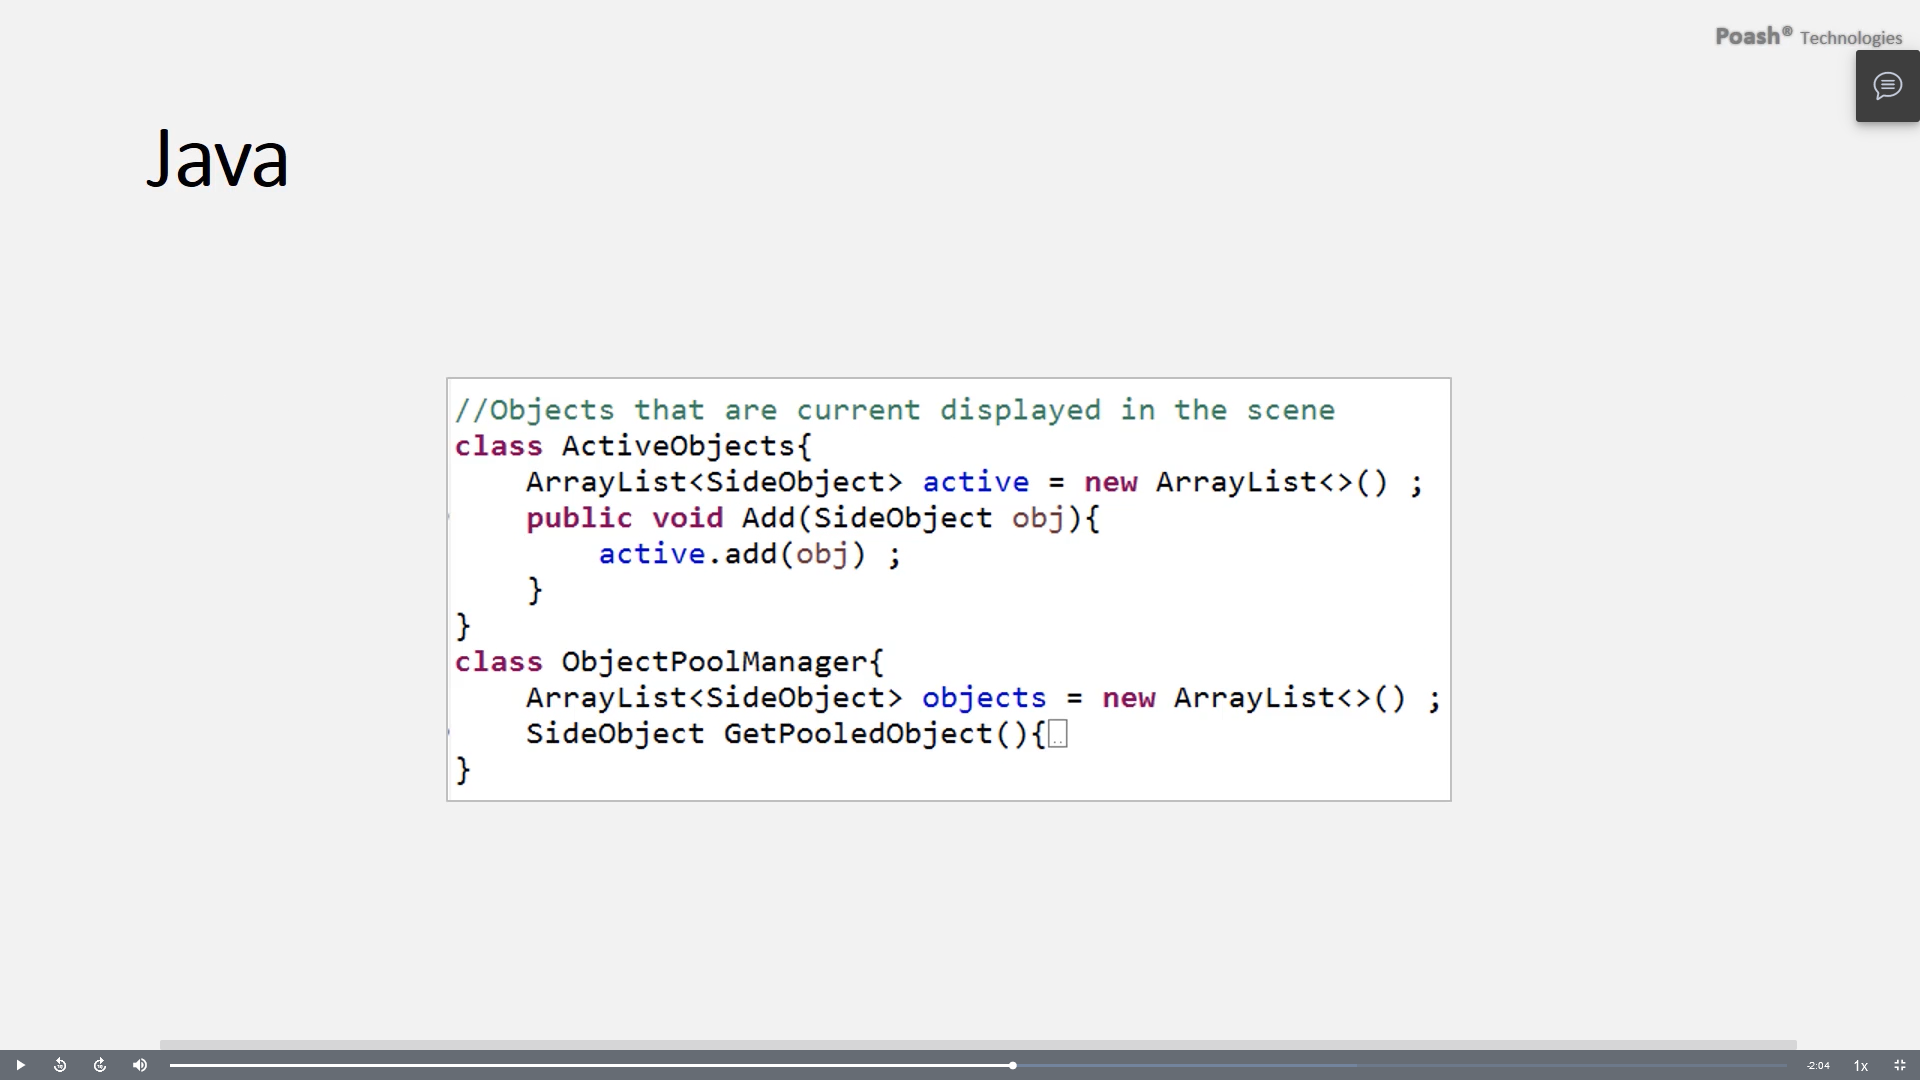 Poash® Technologies
Java
//Objects that are current displayed in the scene
class ActiveObjects{
    ArrayList<SideObject> active = new ArrayList<>() ;
    public void Add(SideObject obj){
        active.add(obj) ;
    }
}
class ObjectPoolManager{
    ArrayList<SideObject> objects = new ArrayList<>() ;
    SideObject GetPooledObject(){..
}
-2:04 1x